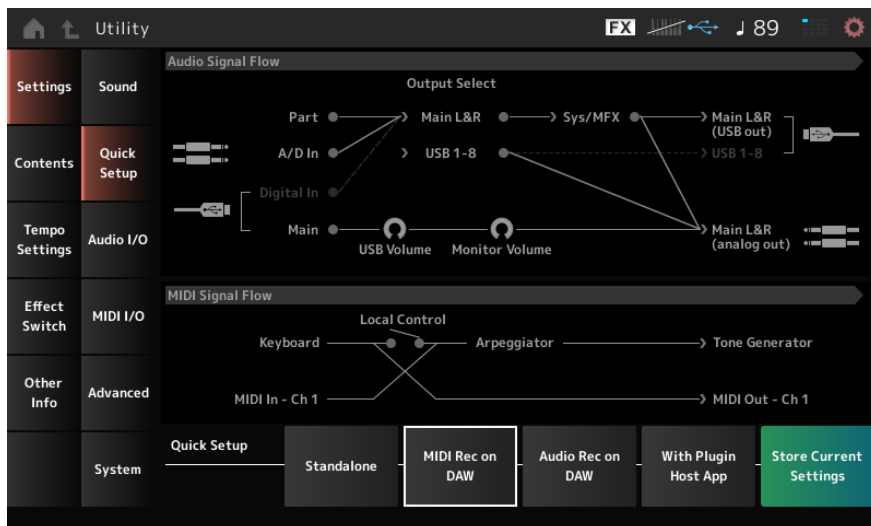 Utility
FX
89
Settings
Sound
Contents
Quick
Setup
Tempo
Settings
Audio I/O
Effect
Switch
MIDI I/O
Other
Info
Advanced
System
Audio Signal Flow
Output Select
Part
Main L&R
Sys/MFX
Main L&R
(USB out)
A/D In
USB 1-8
USB 1-8
Digital In
Main
USB Volume
Monitor Volume
Main L&R
(analog out)
MIDI Signal Flow
Local Control
Keyboard
Arpeggiator
Tone Generator
MIDI In - Ch 1
MIDI Out - Ch 1
Quick Setup
Standalone
MIDI Rec on
DAW
Audio Rec on
DAW
With Plugin
Host App
Store Current
Settings